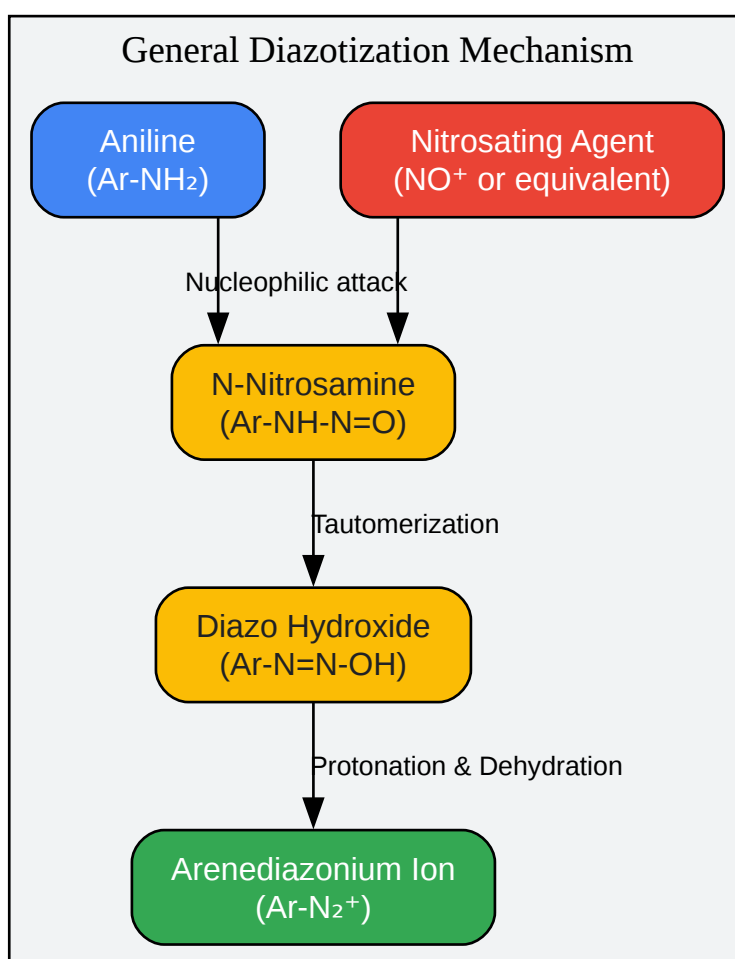 General Diazotization Mechanism
Aniline
(Ar-NH₂)
Nitrosating Agent
(NO⁺ or equivalent)
Nucleophilic attack
N-Nitrosamine
(Ar-NH-N=O)
Tautomerization
Diazo Hydroxide
(Ar-N=N-OH)
Protonation & Dehydration
Arenediazonium Ion
(Ar-N₂⁺)